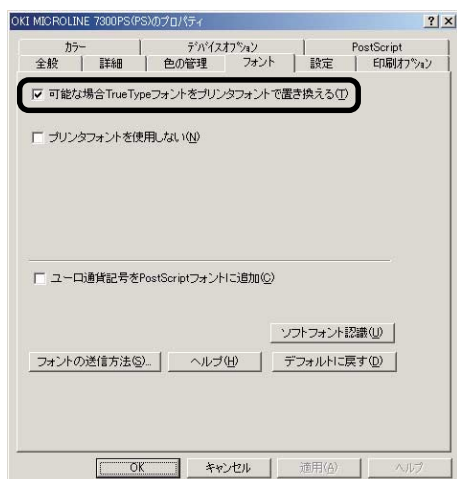 OKI MICROLINE 7300PS(PS)のプロパティ
カラー ﾃﾞﾊﾞｲｽｵﾌﾟｼｮﾝ PostScript
全般 詳細 色の管理 フォント 設定 印刷ｵﾌﾟｼｮﾝ
可能な場合TrueTypeフォントをプリンタフォントで置き換える(T)
プリンタフォントを使用しない(N)
ユーロ通貨記号をPostScriptフォントに追加(C)
ソフトフォント認識(U)
フォントの送信方法(S)... ヘルプ(H) デフォルトに戻す(D)
OK キャンセル 適用(A) ヘルプ